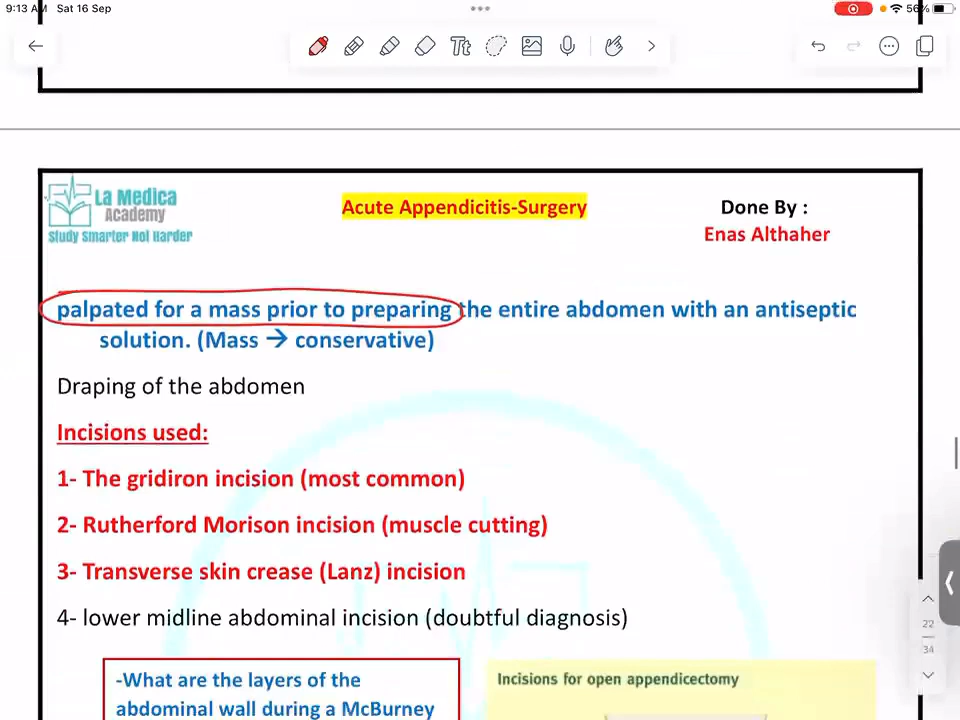 9:13 AM Sat 16 Sep
56%
Tt
La Medica
Academy
Study Smarter Not Harder
Acute Appendicitis-Surgery
Done By :
Enas Althaher
palpated for a mass prior to preparing the entire abdomen with an antiseptic
solution. (Mass → conservative)
Draping of the abdomen
Incisions used:
1- The gridiron incision (most common)
2- Rutherford Morison incision (muscle cutting)
3- Transverse skin crease (Lanz) incision
4- lower midline abdominal incision (doubtful diagnosis)
22
34
-What are the layers of the
abdominal wall during a McBurney
Incisions for open appendicectomy